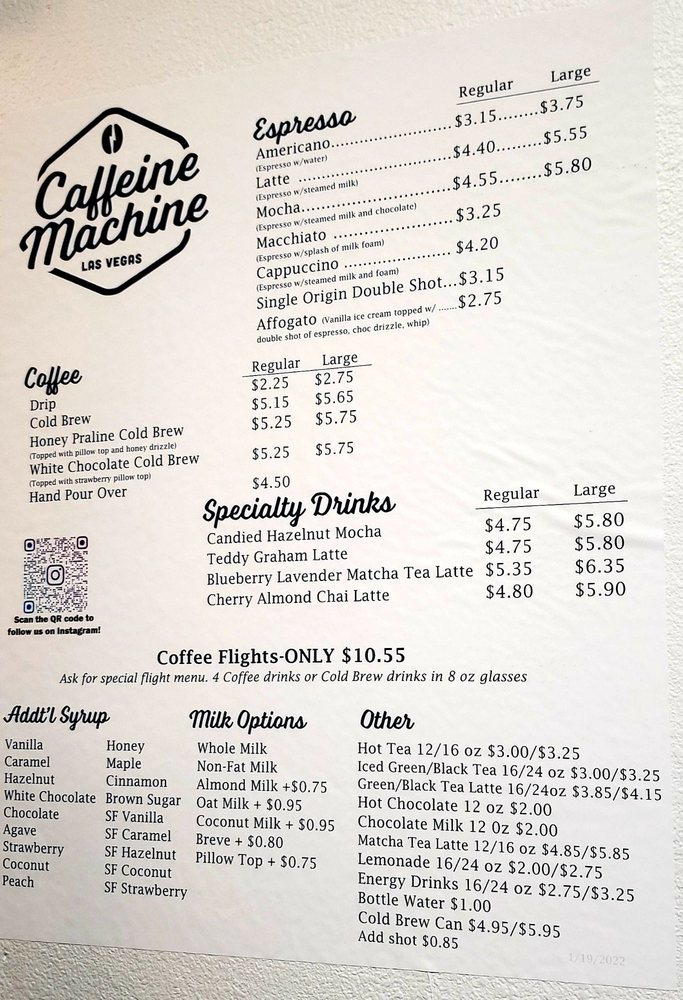 Caffeine
Machine
LAS VEGAS
Regular Large
Espresso
Americano..................................$3.15........$3.75
(Espresso w/water)
Latte ..........................$4.40........$5.55
(Espresso w/steamed milk)
Mocha..........................$4.55.......$5.80
(Espresso w/steamed milk and chocolate)
Macchiato ....................$3.25
(Espresso w/splash of milk foam)
Cappuccino ..................$4.20
(Espresso w/steamed milk and foam)
Single Origin Double Shot...$3.15
Affogato (Vanilla ice cream topped w/ .......$2.75
double shot of espresso, choc drizzle, whip)
Coffee
Regular Large
Drip $2.25 $2.75
Cold Brew $5.15 $5.65
Honey Praline Cold Brew $5.25 $5.75
(Topped with pillow top and honey drizzle)
White Chocolate Cold Brew $5.25 $5.75
(Topped with strawberry pillow top)
Hand Pour Over $4.50
Specialty Drinks
Regular Large
Candied Hazelnut Mocha $4.75 $5.80
Teddy Graham Latte $4.75 $5.80
Blueberry Lavender Matcha Tea Latte $5.35 $6.35
Cherry Almond Chai Latte $4.80 $5.90
Scan the QR code to
follow us on Instagram!
Coffee Flights-ONLY $10.55
Ask for special flight menu. 4 Coffee drinks or Cold Brew drinks in 8 oz glasses
Addt'l Syrup
Vanilla Honey
Caramel Maple
Hazelnut Cinnamon
White Chocolate Brown Sugar
Chocolate SF Vanilla
Agave SF Caramel
Strawberry SF Hazelnut
Coconut SF Coconut
Peach SF Strawberry
Milk Options
Whole Milk
Non-Fat Milk
Almond Milk +$0.75
Oat Milk + $0.95
Coconut Milk + $0.95
Breve + $0.80
Pillow Top + $0.75
Other
Hot Tea 12/16 oz $3.00/$3.25
Iced Green/Black Tea 16/24 oz $3.00/$3.25
Green/Black Tea Latte 16/24oz $3.85/$4.15
Hot Chocolate 12 oz $2.00
Chocolate Milk 12 0z $2.00
Matcha Tea Latte 12/16 oz $4.85/$5.85
Lemonade 16/24 oz $2.00/$2.75
Energy Drinks 16/24 oz $2.75/$3.25
Bottle Water $1.00
Cold Brew Can $4.95/$5.95
Add shot $0.85
1/19/2022